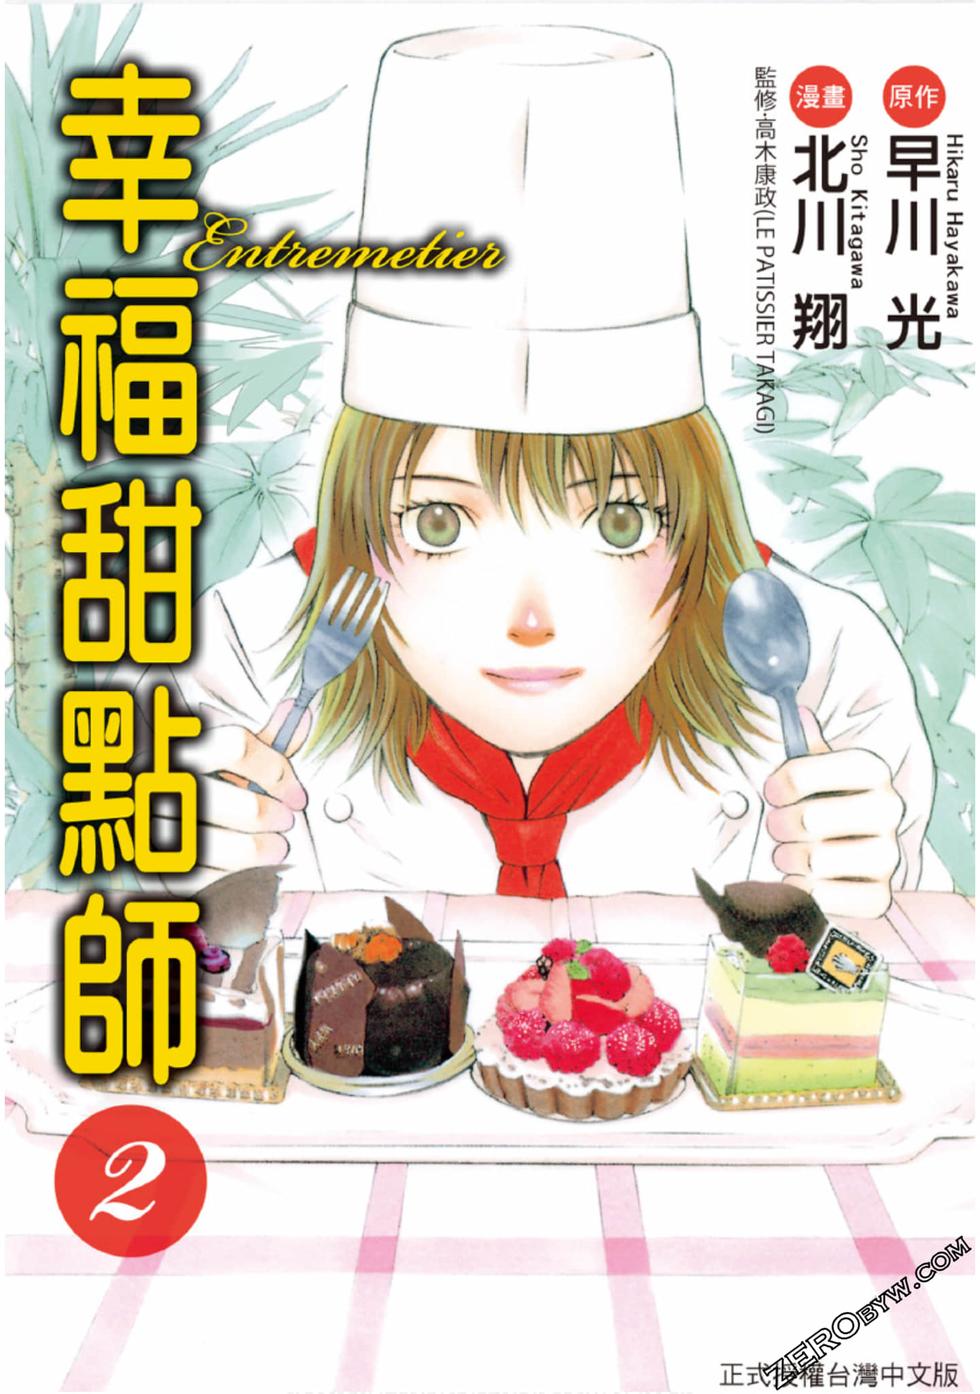 幸福甜點師
Entremetier
2
原作
早川 光
Hikaru Hayakawa
漫畫
北川 翔
Sho Kitagawa
監修·高木康政(LE PATISSIER TAKAGI)
正式授權台灣中文版
ZEROBYW.COM